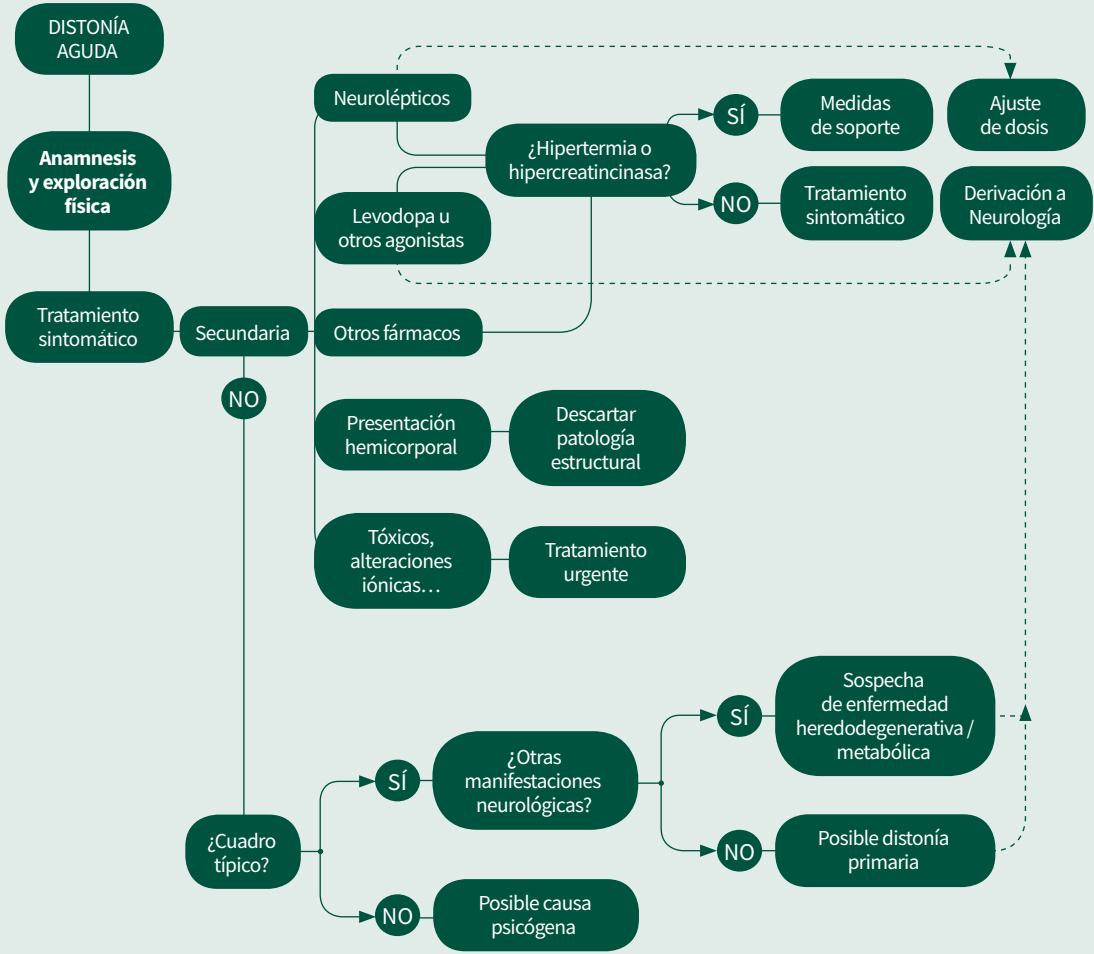 DISTONÍA
AGUDA
Anamnesis
y exploración
física
Tratamiento
sintomático
Secundaria
NO
Neurolépticos
Levodopa u
otros agonistas
Otros fármacos
Presentación
hemicorporal
Descartar
patología
estructural
Tóxicos,
alteraciones
iónicas...
Tratamiento
urgente
¿Hipertermia o
hipercreatincinasa?
SÍ
Medidas
de soporte
NO
Tratamiento
sintomático
Ajuste
de dosis
Derivación a
Neurología
¿Cuadro
típico?
SÍ
¿Otras
manifestaciones
neurológicas?
SÍ
Sospecha
de enfermedad
heredodegenerativa /
metabólica
NO
Posible distonía
primaria
NO
Posible causa
psicógena